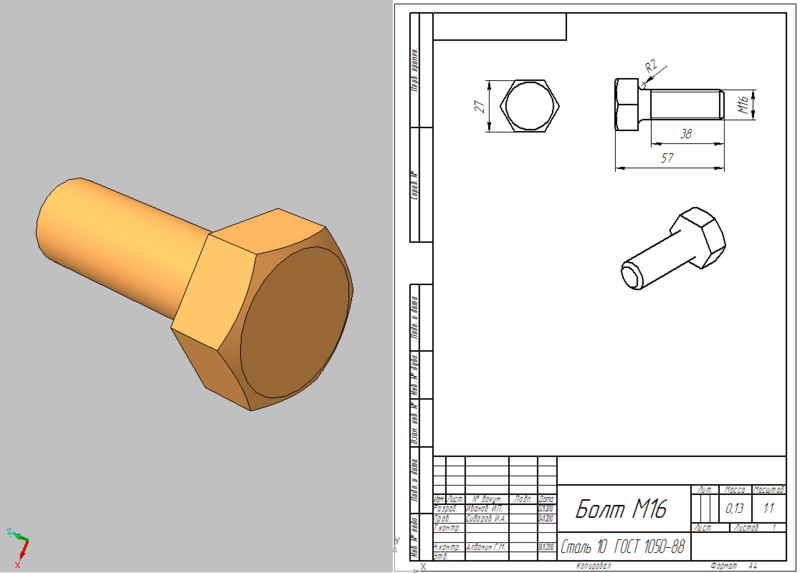 Перв. примен.
Справ. №
Подп. и дата
Инв. № дубл.
Взам. инв. №
Подп. и дата
Инв. № подл.
27
R2
M16
38
57
Изм.
Лист
№ докум.
Подп.
Дата
Разраб.
Иванов И.П.
Пров.
Сидоров И.А.
Т.контр.
Н.контр.
Утв.
Болт М16
Сталь 10 ГОСТ 1050-88
Лит.
Масса
Масштаб
0,13
1:1
Лист
Листов 1
Копировал
Формат A4
Z
X
Y
X